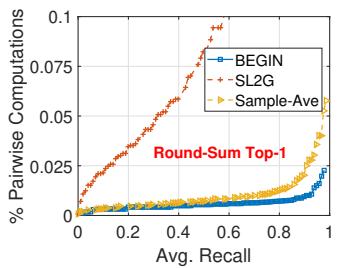 0.1
0.075
0.05
0.025
0
0 0.2 0.4 0.6 0.8 1
% Pairwise Computations
Avg. Recall
BEGIN
SL2G
Sample-Ave
Round-Sum Top-1